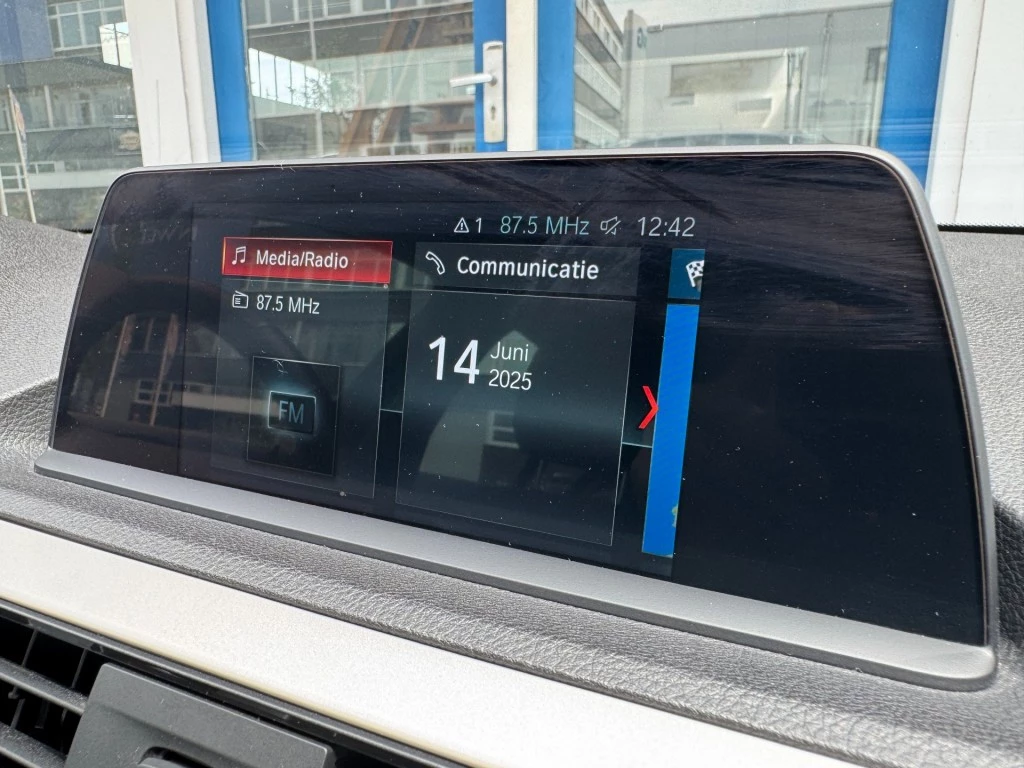 1 87.5 MHz 12:42
Media/Radio
Communicatie
87.5 MHz
14 Juni
2025
FM